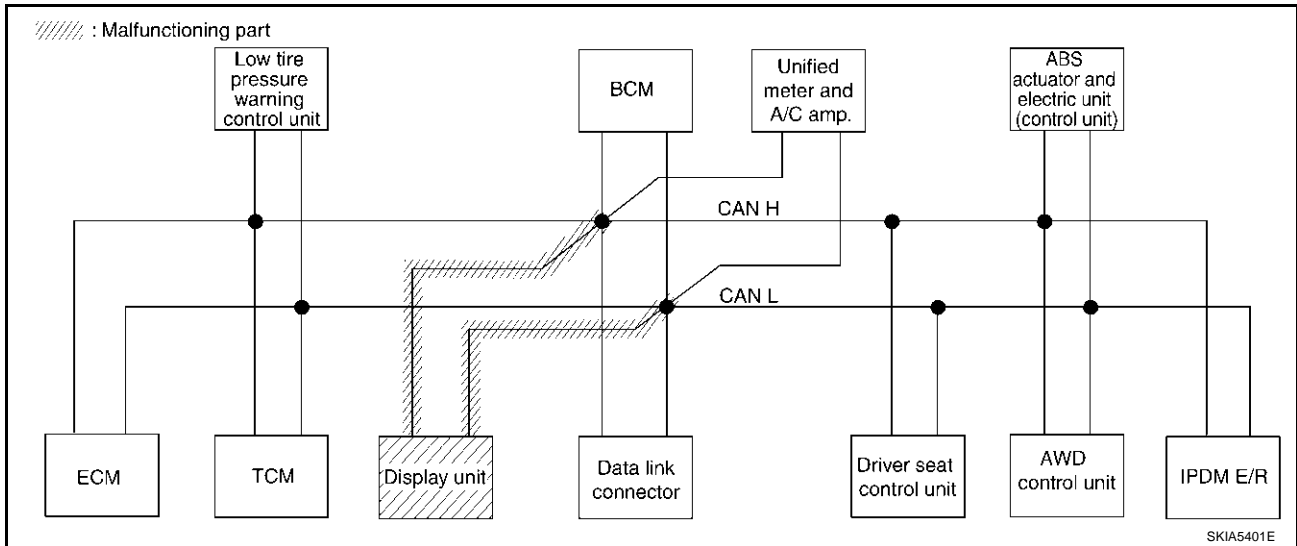 : Malfunctioning part
Low tire
pressure
warning
control unit
BCM
Unified
meter and
A/C amp.
ABS
actuator and
electric unit
(control unit)
CAN H
CAN L
ECM
TCM
Display unit
Data link
connector
Driver seat
control unit
AWD
control unit
IPDM E/R
SKIA5401E